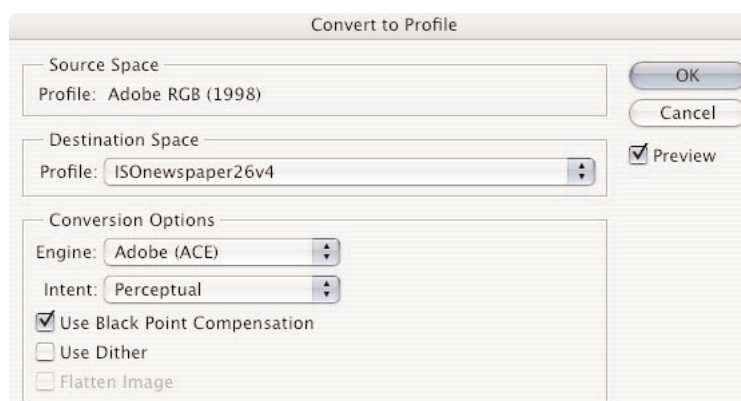 Convert to Profile
Source Space
Profile: Adobe RGB (1998)
OK
Cancel
Preview
Destination Space
Profile: ISOnewspaper26v4
Conversion Options
Engine: Adobe (ACE)
Intent: Perceptual
Use Black Point Compensation
Use Dither
Flatten Image